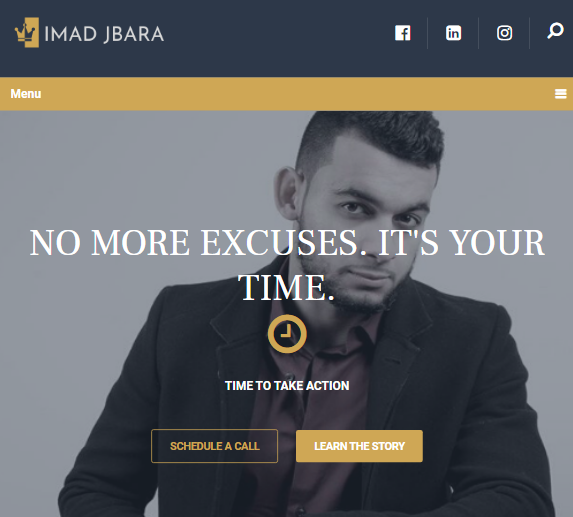 IMAD JBARA
Menu
NO MORE EXCUSES. IT'S YOUR
TIME.
TIME TO TAKE ACTION
SCHEDULE A CALL
LEARN THE STORY